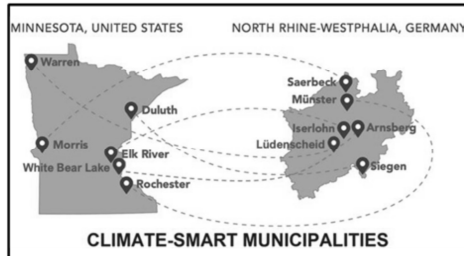 MINNESOTA, UNITED STATES
NORTH RHINE-WESTPHALIA, GERMANY
Warren
Duluth
Morris
Elk River
White Bear Lake
Rochester
Saerbeck
Münster
Iserlohn
Arnsberg
Lüdenscheid
Siegen
CLIMATE-SMART MUNICIPALITIES